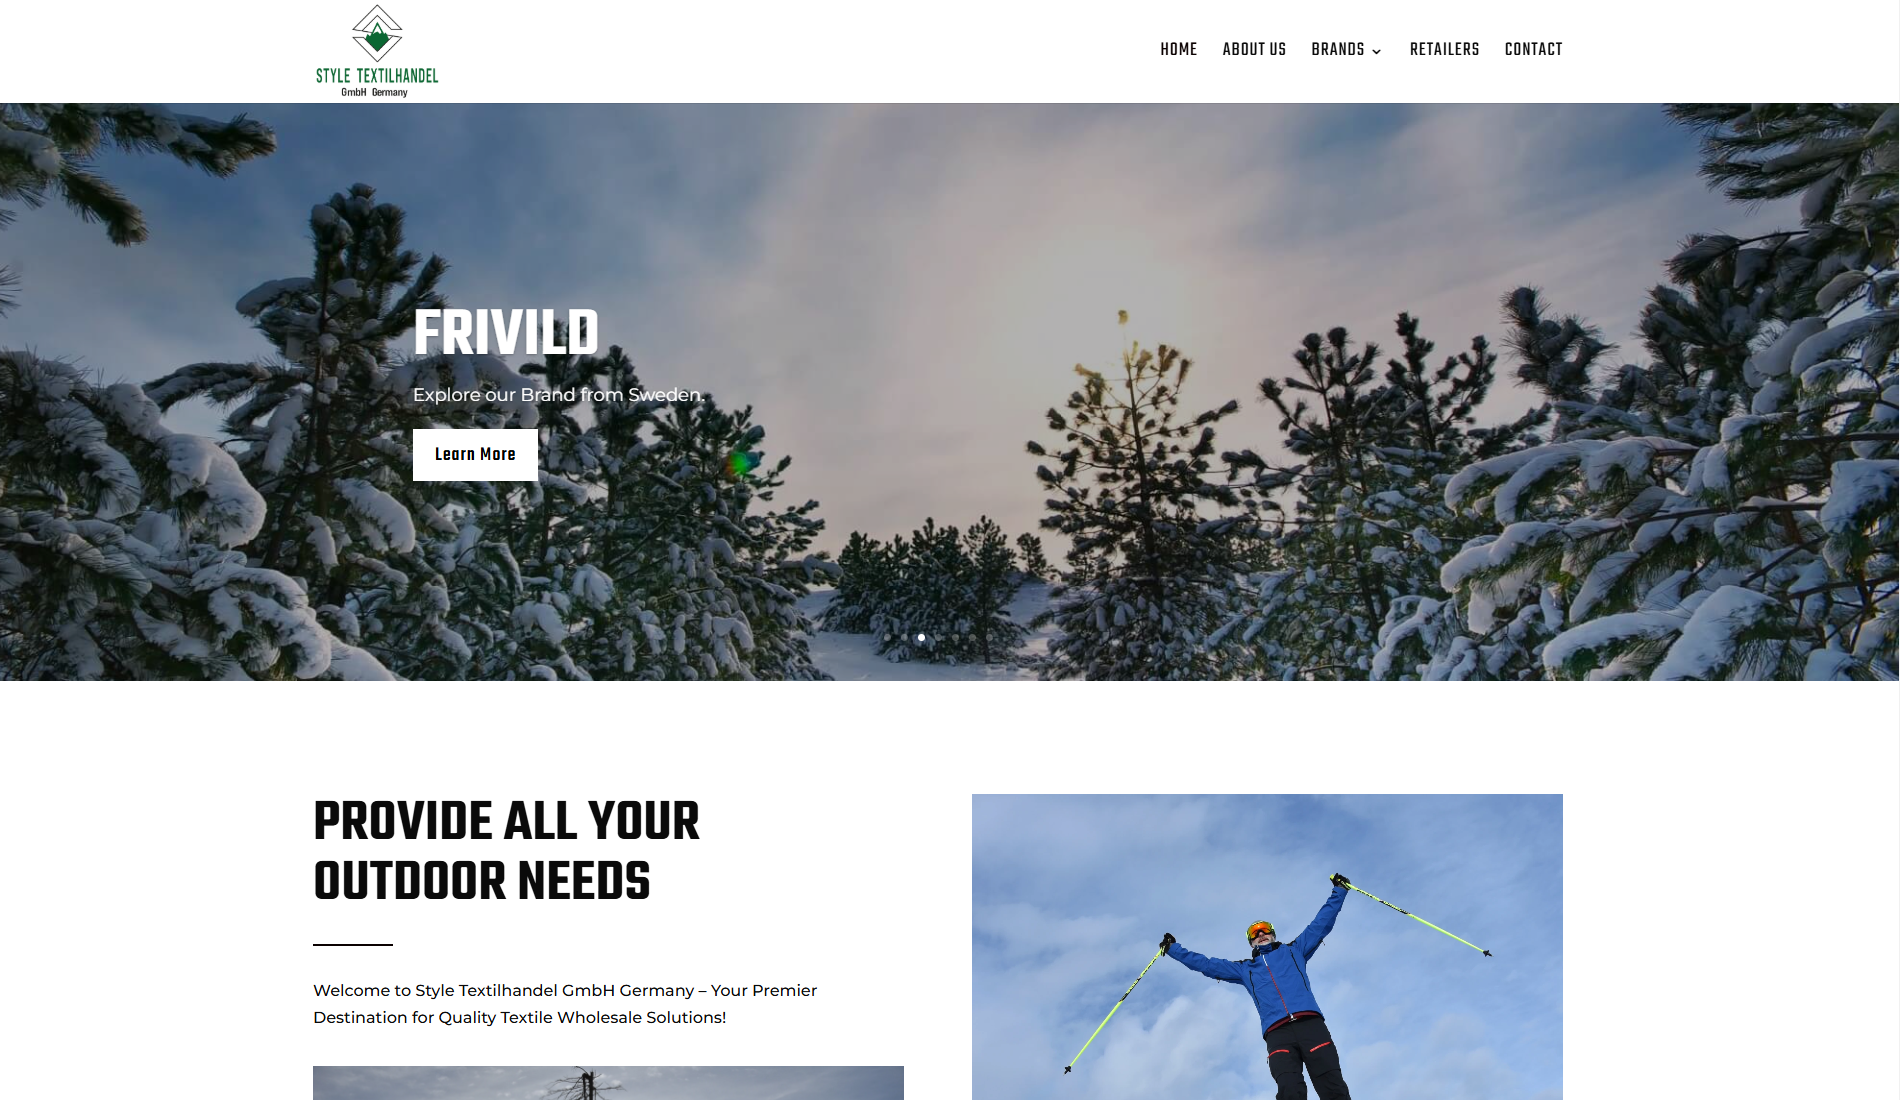 STYLE TEXTILHANDEL
GmbH Germany
HOME ABOUT US BRANDS RETAILERS CONTACT
FRIVILD
Explore our Brand from Sweden.
Learn More
PROVIDE ALL YOUR
OUTDOOR NEEDS
Welcome to Style Textilhandel GmbH Germany – Your Premier
Destination for Quality Textile Wholesale Solutions!